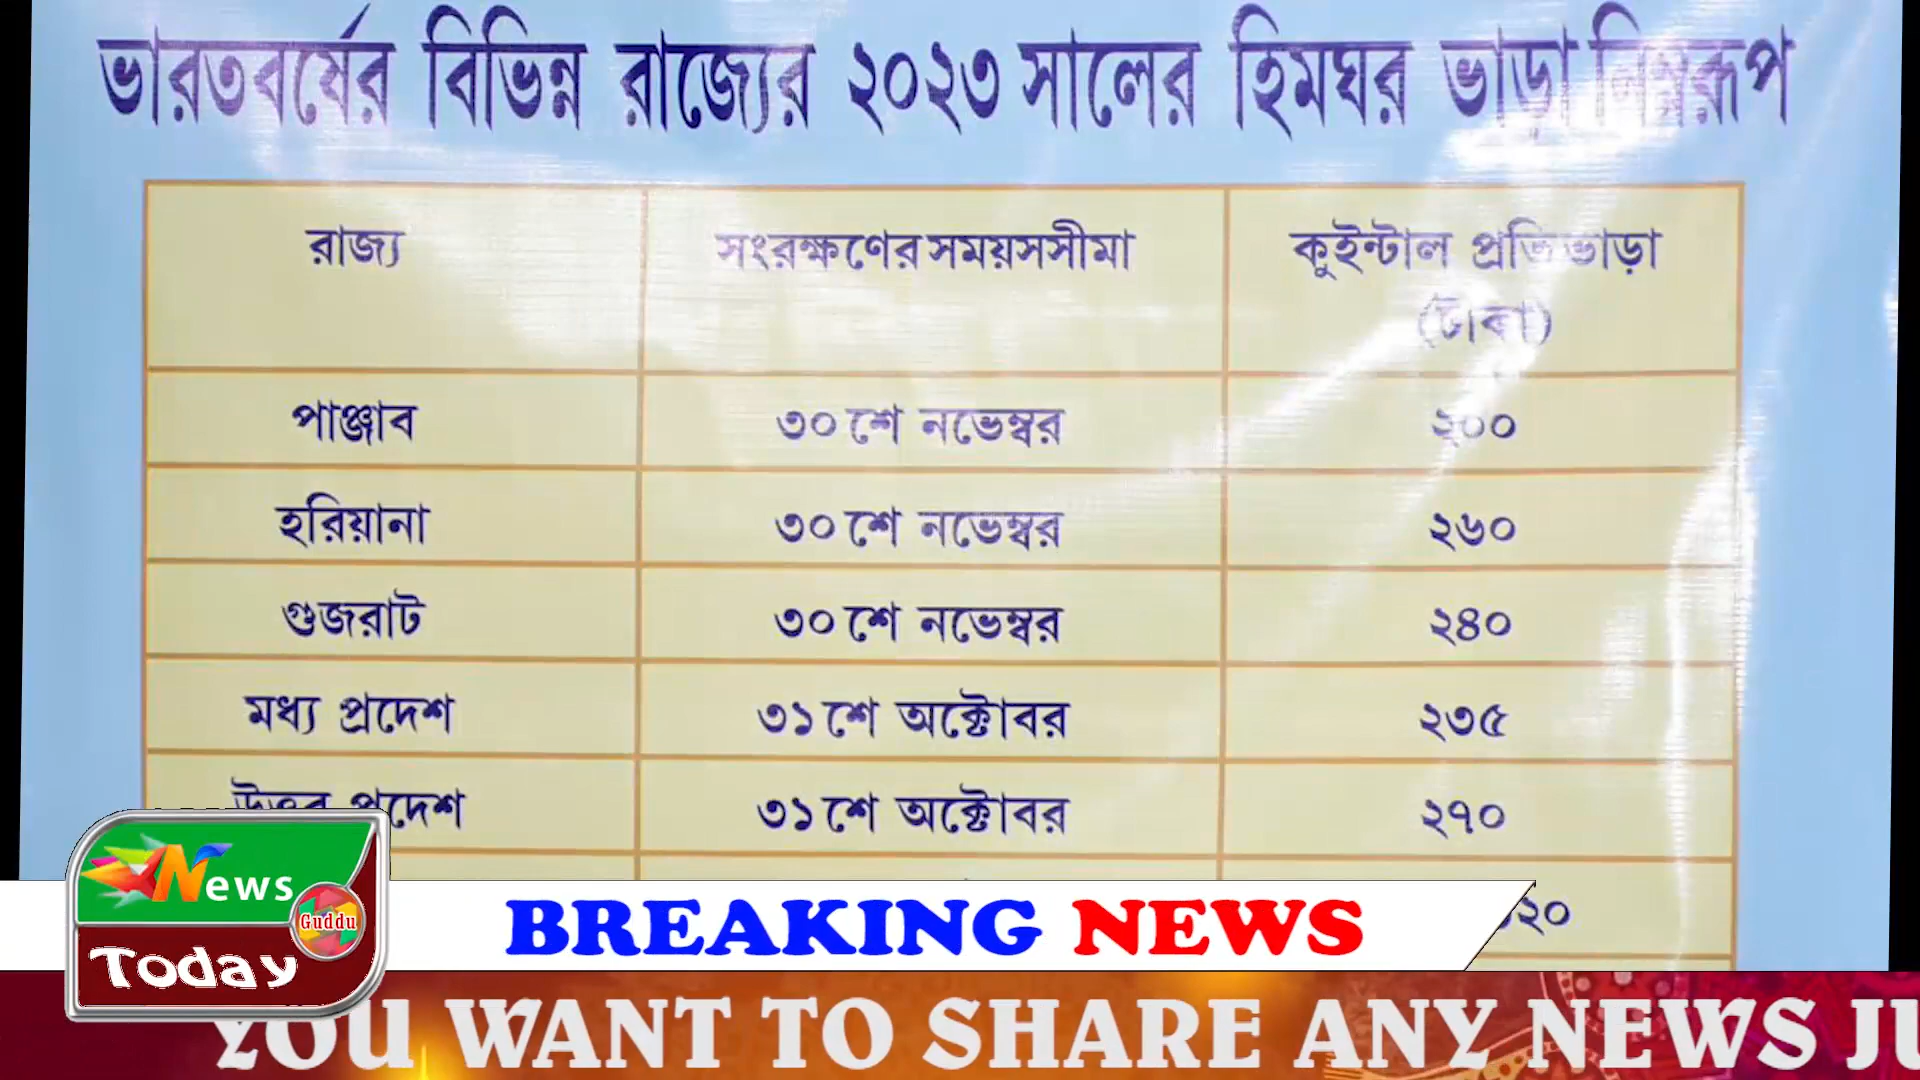 ভারতবর্ষের বিভিন্ন রাজ্যের ২০২৩ সালের হিমঘর ভাড়া নিম্নরূপ
রাজ্য সংরক্ষণের সময়সসীমা কুইন্টাল প্রতি ভাড়া
(টাকা)
পাঞ্জাব ৩০ শে নভেম্বর ২০০
হরিয়ানা ৩০ শে নভেম্বর ২৬০
গুজরাট ৩০ শে নভেম্বর ২৪০
মধ্য প্রদেশ ৩১ শে অক্টোবর ২৩৫
উত্তর প্রদেশ ৩১ শে অক্টোবর ২৭০
News
Guddu
Today
BREAKING NEWS
YOU WANT TO SHARE ANY NEWS JU